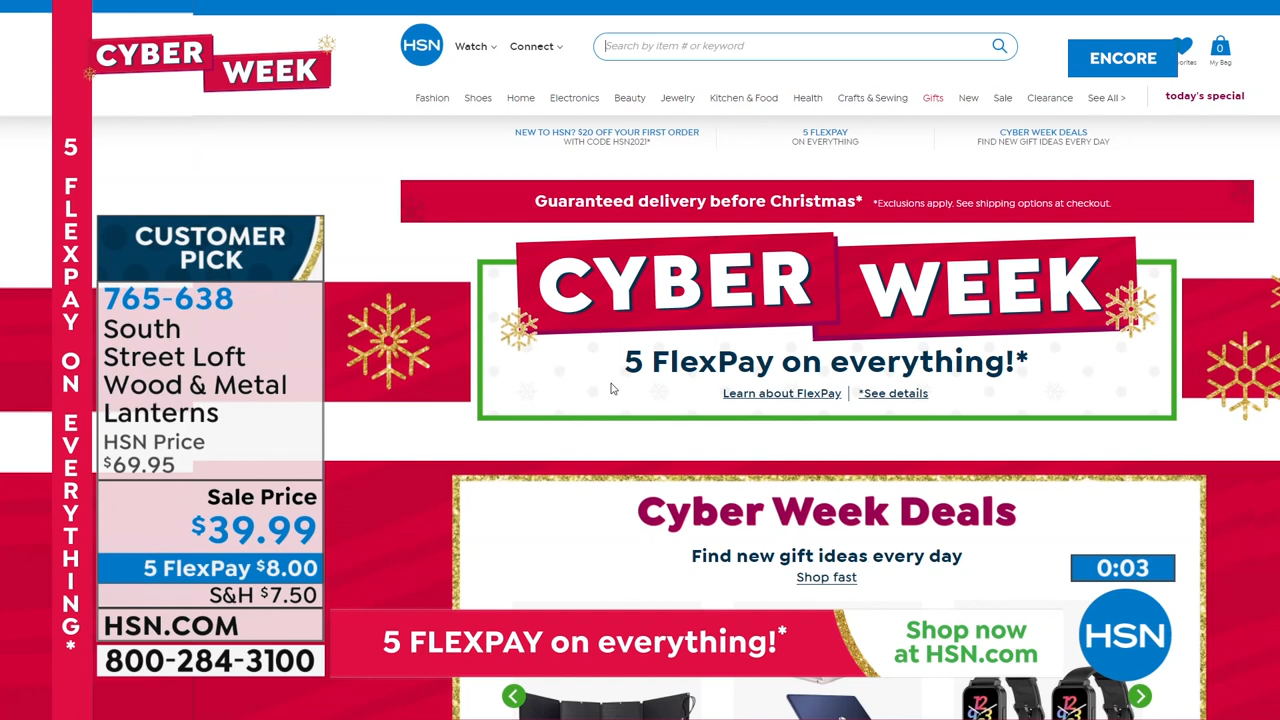 CYBER
WEEK
HSN
Watch
Connect
Search by item # or keyword
ENCORE
0
My Bag
Fashion
Shoes
Home
Electronics
Beauty
Jewelry
Kitchen & Food
Health
Crafts & Sewing
Gifts
New
Sale
Clearance
See All >
today's special
NEW TO HSN? $20 OFF YOUR FIRST ORDER
WITH CODE HSN2021*
5 FLEXPAY
ON EVERYTHING
CYBER WEEK DEALS
FIND NEW GIFT IDEAS EVERY DAY
5 FLEXPAY ON EVERYTHING*
Guaranteed delivery before Christmas* *Exclusions apply. See shipping options at checkout.
CYBER WEEK
5 FlexPay on everything!*
Learn about FlexPay | *See details
CUSTOMER
PICK
765-638
South
Street Loft
Wood & Metal
Lanterns
HSN Price
$69.95
Sale Price
$39.99
5 FlexPay $8.00
S&H $7.50
HSN.COM
800-284-3100
Cyber Week Deals
Find new gift ideas every day
Shop fast
0:03
5 FLEXPAY on everything!*
Shop now
at HSN.com
HSN